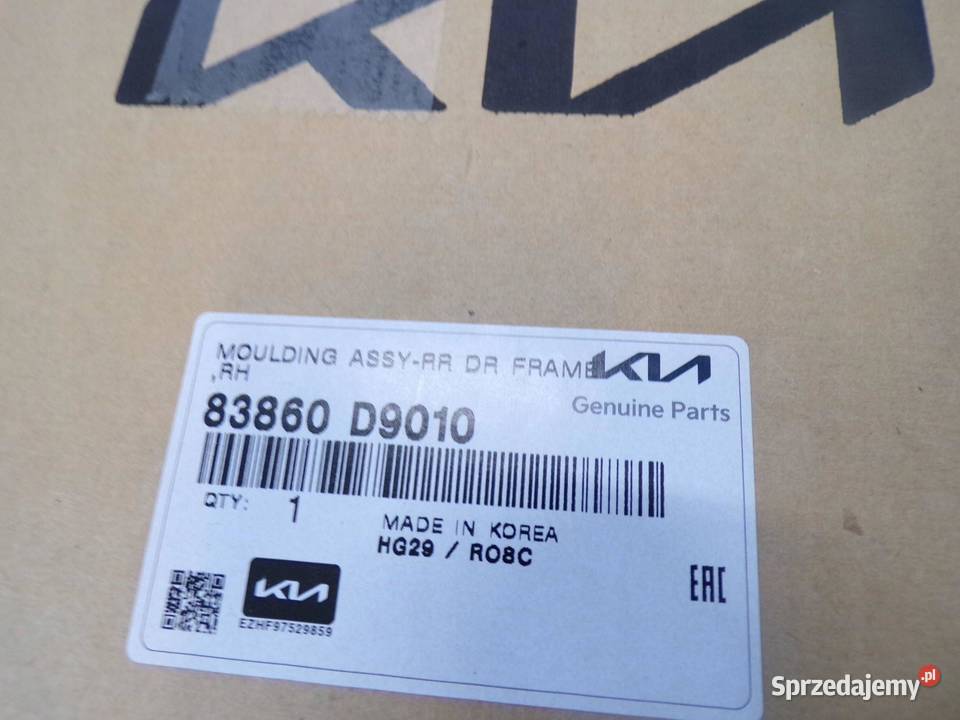 KIA
MOULDING ASSY-RR DR FRAME
,RH
KIA
Genuine Parts
83860 D9010
QTY: 1
MADE IN KOREA
HG29 / RO8C
EAC
KIA
EZHF97529859
Sprzedajemy.pl